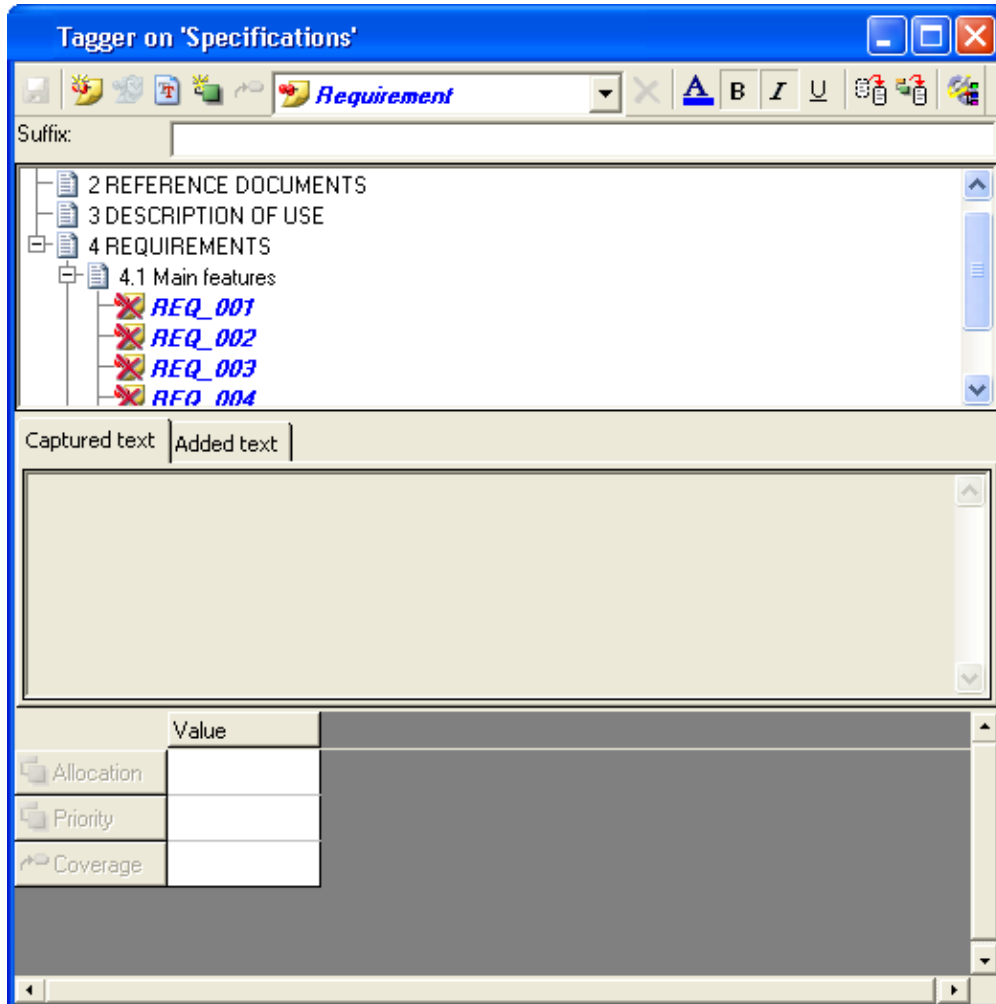 Tagger on 'Specifications'
Requirement
A B I U
Suffix:
2 REFERENCE DOCUMENTS
3 DESCRIPTION OF USE
4 REQUIREMENTS
4.1 Main features
REQ_001
REQ_002
REQ_003
REQ_004
Captured text Added text
Value
Allocation
Priority
Coverage